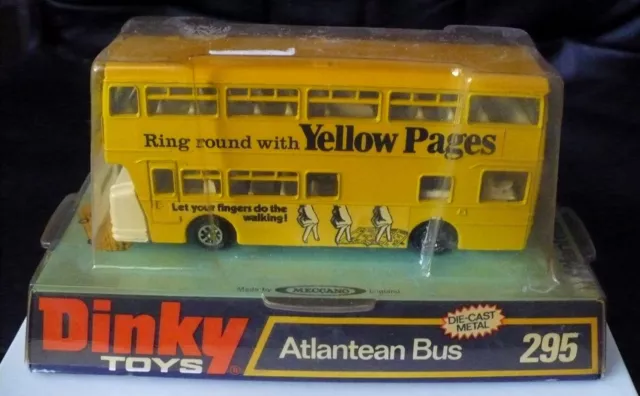 Ring round with Yellow Pages
Let your fingers do the
walking!
Made by MECCANO England
DIE-CAST
METAL
Dinky
TOYS®
Atlantean Bus
295